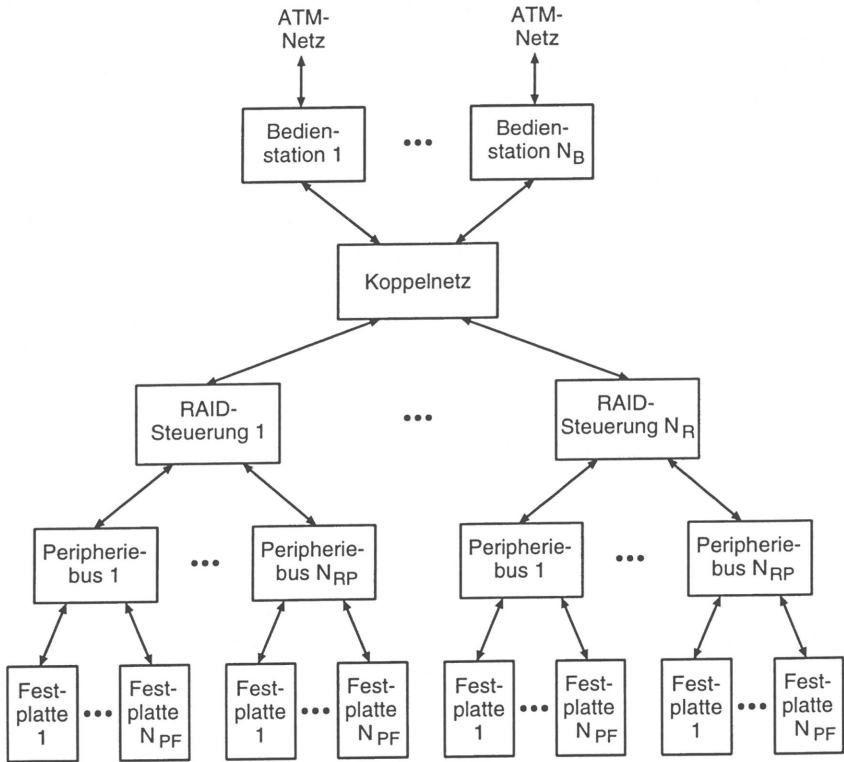 ATM-
Netz
ATM-
Netz
Bedien-
station 1
Bedien-
station N_B
Koppelnetz
RAID-
Steuerung 1
RAID-
Steuerung N_R
Peripherie-
bus 1
Peripherie-
bus N_RP
Peripherie-
bus 1
Peripherie-
bus N_RP
Fest-
platte
1
Fest-
platte
N_PF
Fest-
platte
1
Fest-
platte
N_PF
Fest-
platte
1
Fest-
platte
N_PF
Fest-
platte
1
Fest-
platte
N_PF